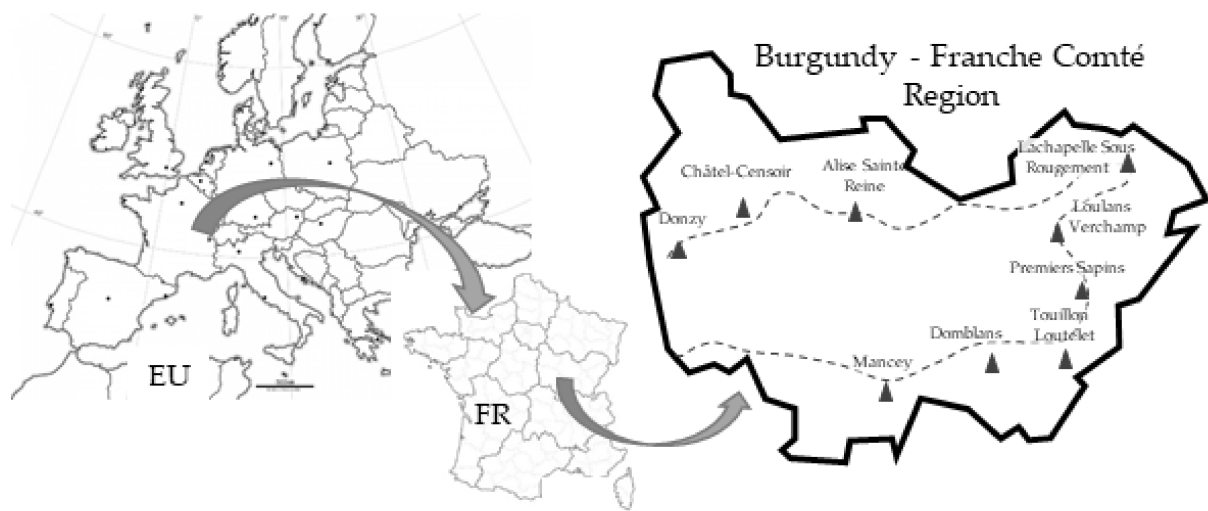 Burgundy - Franche Comté
Region
Lachapelle Sous
Rougement
Châtel-Censoir
Alise Sainte
Reine
Donzy
Loulans
Verchamp
Premiers Sapins
Touillon
Loutelet
Domblans
Mancey
EU
FR